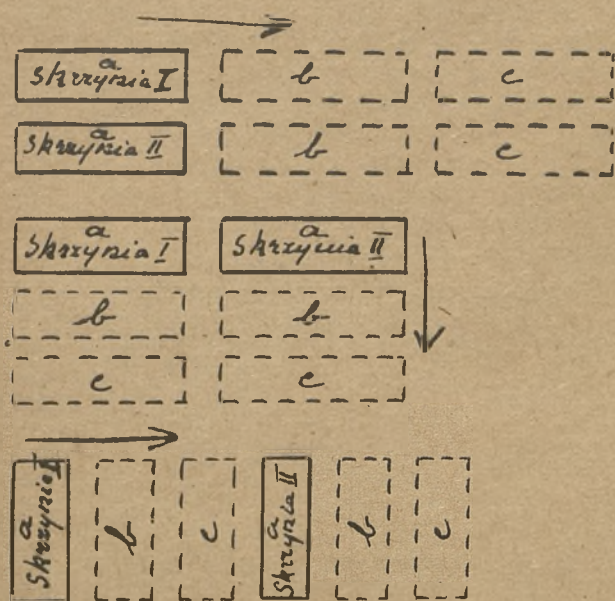 a b c
Skrzynia I
a b c
Skrzynia II
a a
Skrzynia I Skrzynia II
b b
c c
a b c a b c
Skrzynia I Skrzynia II